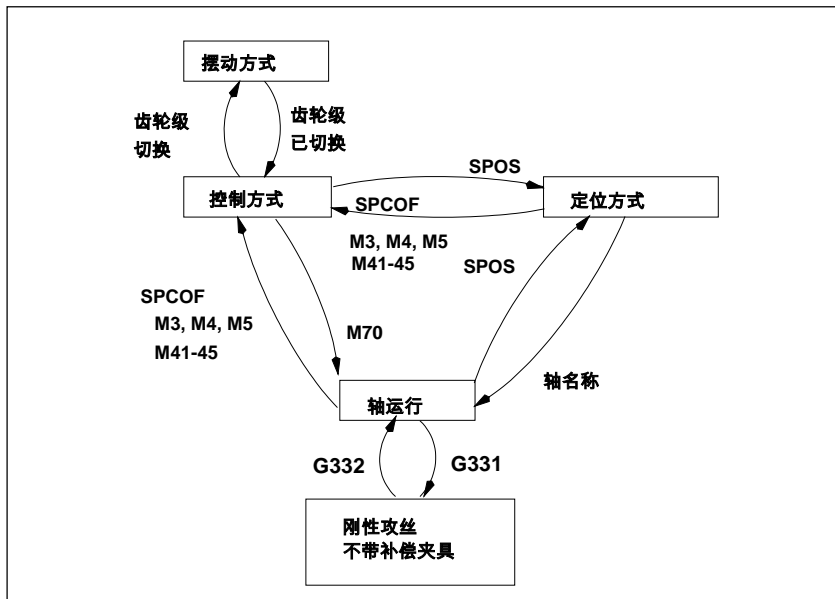 摆动方式
齿轮级
切换
齿轮级
已切换
SPOS
控制方式
SPCOF
定位方式
M3, M4, M5
M41-45
SPOS
SPCOF
M3, M4, M5
M41-45
M70
轴名称
轴运行
G332
G331
刚性攻丝
不带补偿夹具